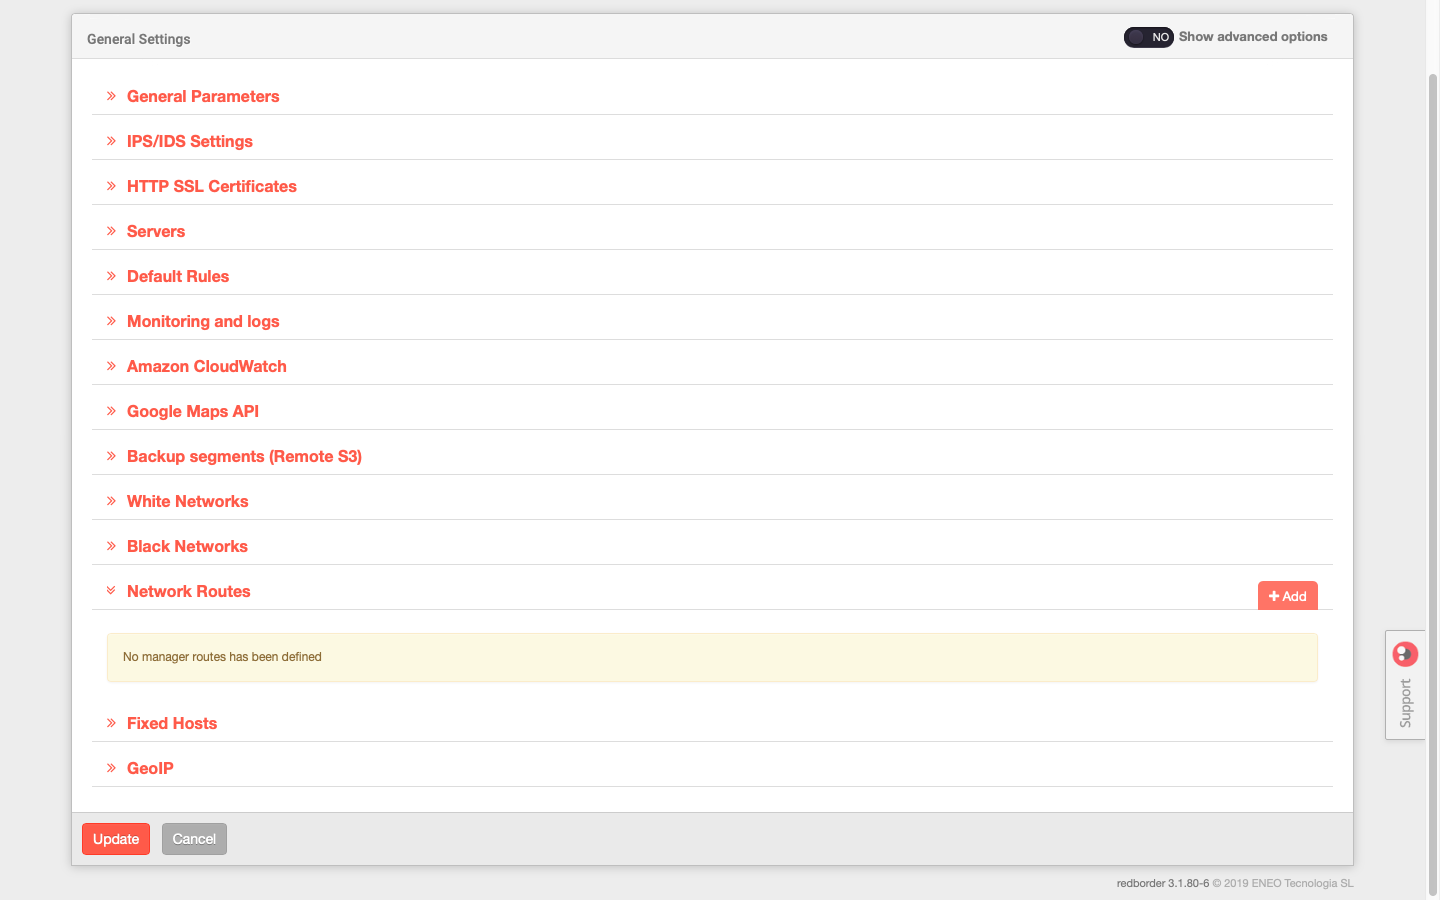 General Settings
NO Show advanced options
General Parameters
IPS/IDS Settings
HTTP SSL Certificates
Servers
Default Rules
Monitoring and logs
Amazon CloudWatch
Google Maps API
Backup segments (Remote S3)
White Networks
Black Networks
Network Routes
Add
No manager routes has been defined
Fixed Hosts
GeoIP
Support
Update
Cancel
redborder 3.1.80-6 © 2019 ENEO Tecnologia SL